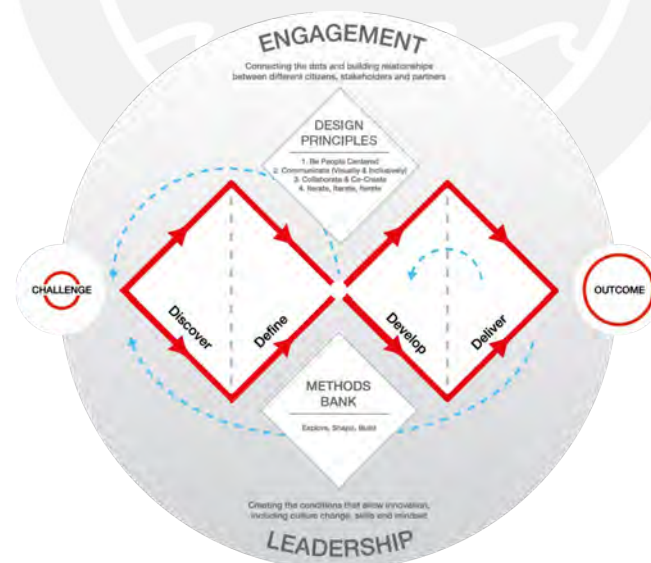 ENGAGEMENT
Connecting the dots and building relationships
between different citizens, stakeholders and partners
DESIGN
PRINCIPLES
1. Be People Centered
2. Communicate (Visually & Inclusively)
3. Collaborate & Co-Create
4. Iterate, Iterate, Iterate
CHALLENGE
Discover
Define
Develop
Deliver
OUTCOME
METHODS
BANK
Explore, Shape, Build
Creating the conditions that allow innovation,
including culture change, skills and mindset
LEADERSHIP